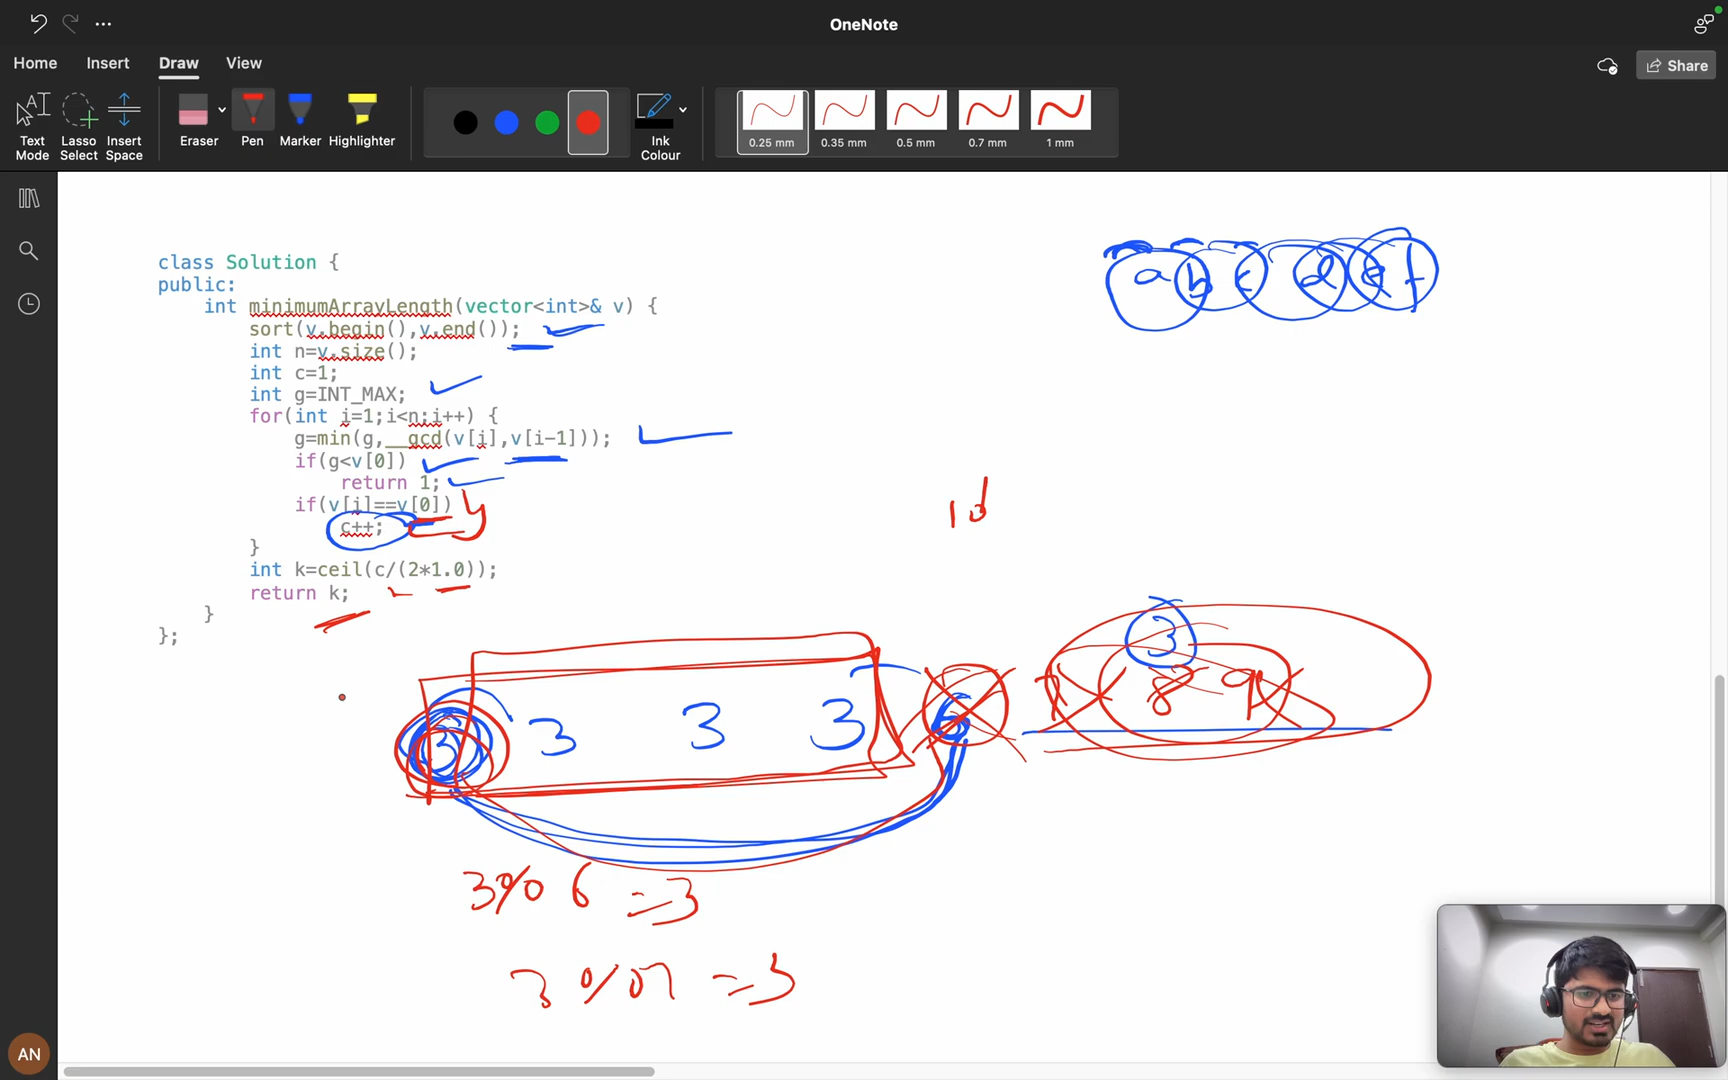 OneNote
Home Insert Draw View
Share
Text Mode
Lasso Select
Insert Space
Eraser
Pen
Marker
Highlighter
Ink Colour
0.25 mm
0.35 mm
0.5 mm
0.7 mm
1 mm
class Solution {
public:
int minimumArrayLength(vector<int>& v) {
sort(v.begin(),v.end());
int n=v.size();
int c=1;
int g=INT_MAX;
for(int i=1;i<n;i++) {
g=min(g,__gcd(v[i],v[i-1]));
if(g<v[0])
return 1;
if(v[i]==v[0])
c++;
}
int k=ceil(c/(2*1.0));
return k;
}
};
a b c d e f
4
3
3 3 3 3
8 9
3%6 =3
3%7 =3
AN